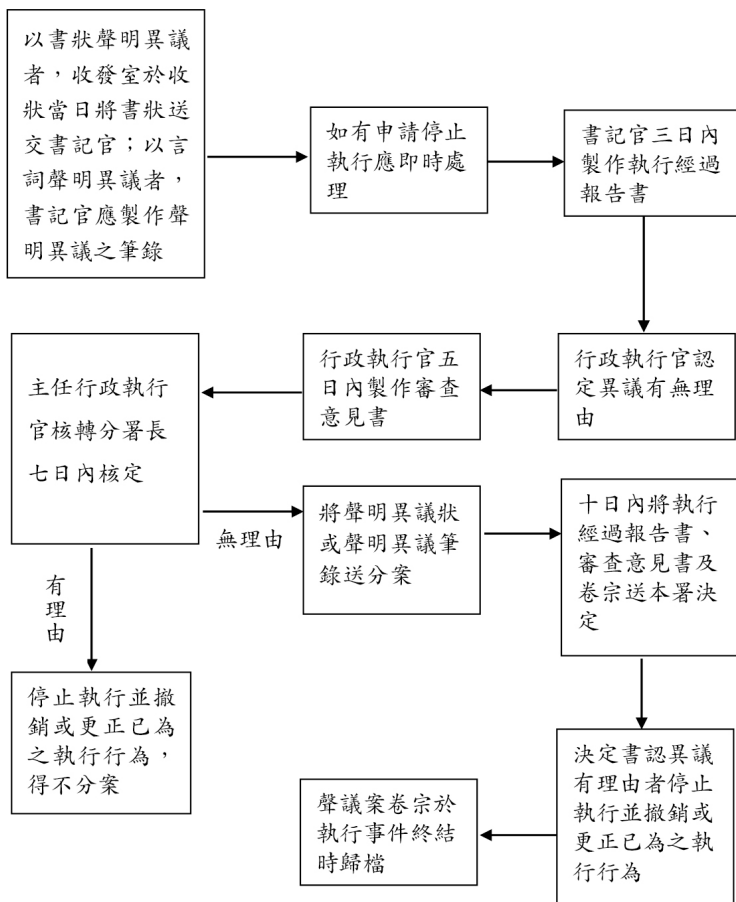 以書狀聲明異議
者，收發室於收
狀當日將書狀送
交書記官；以言
詞聲明異議者，
書記官應製作聲
明異議之筆錄
如有申請停止
執行應即時處
理
書記官三日內
製作執行經過
報告書
行政執行官認
定異議有無理
由
行政執行官五
日內製作審查
意見書
主任行政執行
官核轉分署長
七日內核定
無理由
將聲明異議狀
或聲明異議筆
錄送分案
十日內將執行
經過報告書、
審查意見書及
卷宗送本署決
定
有理由
停止執行並撤
銷或更正已為
之執行行為，
得不分案
決定書認異議
有理由者停止
執行並撤銷或
更正已為之執
行行為
聲議案卷宗於
執行事件終結
時歸檔